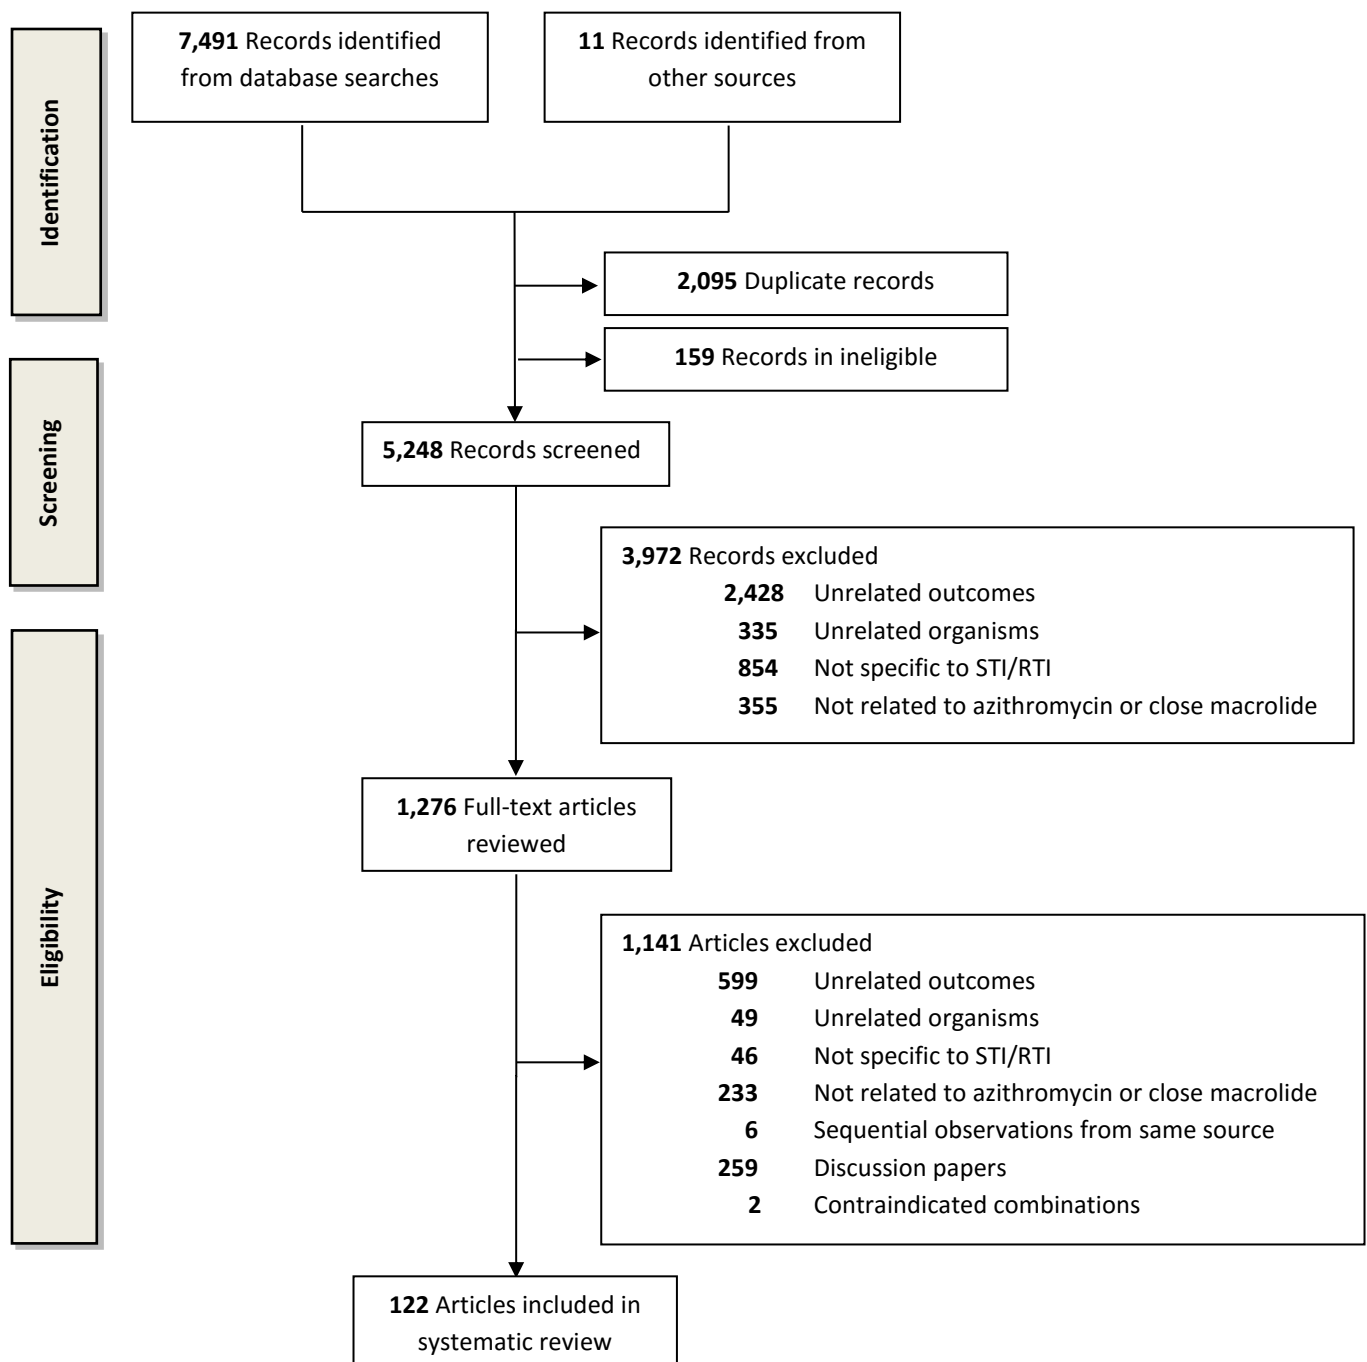 Identification
7,491 Records identified
from database searches
11 Records identified from
other sources
2,095 Duplicate records
159 Records in ineligible
Screening
5,248 Records screened
3,972 Records excluded
2,428 Unrelated outcomes
335 Unrelated organisms
854 Not specific to STI/RTI
355 Not related to azithromycin or close macrolide
Eligibility
1,276 Full-text articles
reviewed
1,141 Articles excluded
599 Unrelated outcomes
49 Unrelated organisms
46 Not specific to STI/RTI
233 Not related to azithromycin or close macrolide
6 Sequential observations from same source
259 Discussion papers
2 Contraindicated combinations
122 Articles included in
systematic review